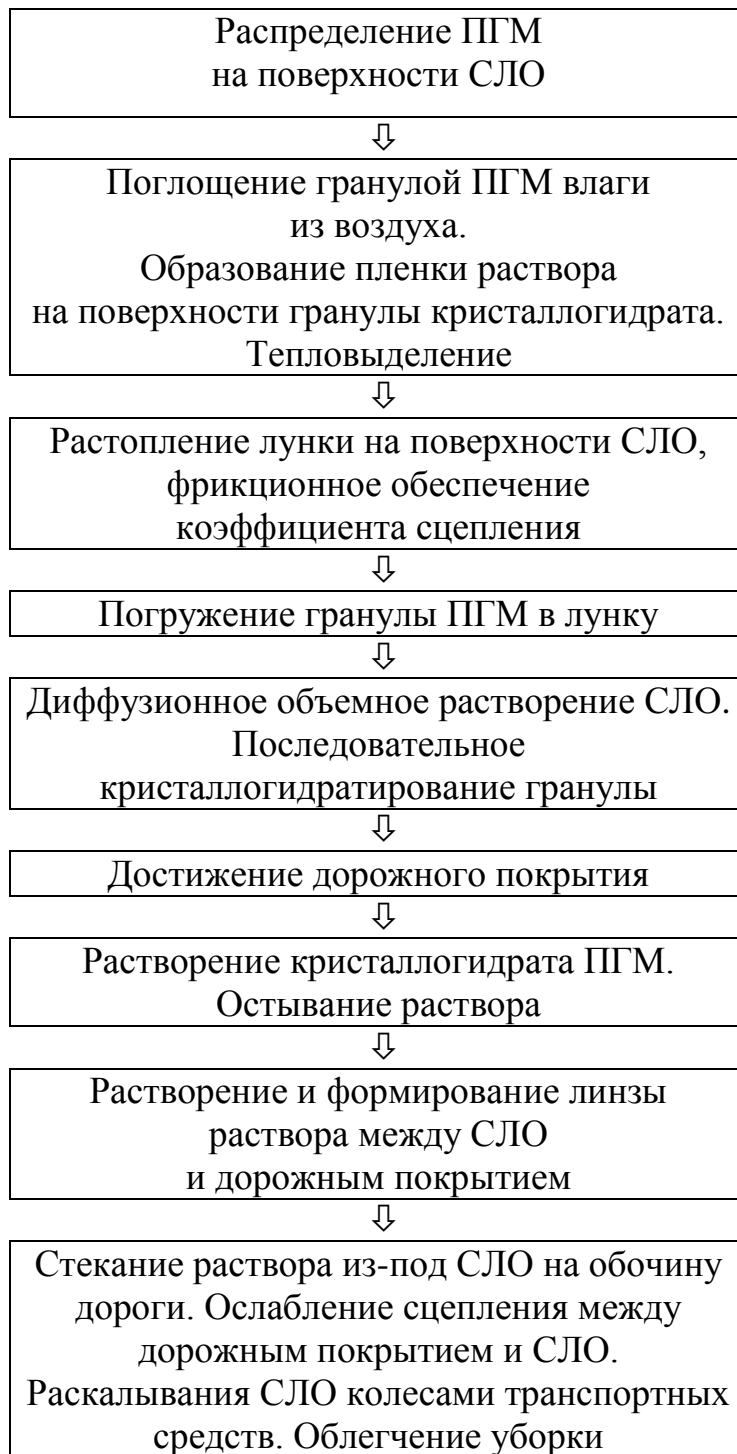 Распределение ПГМ
на поверхности СЛО
⇩
Поглощение гранулой ПГМ влаги
из воздуха.
Образование пленки раствора
на поверхности гранулы кристаллогидрата.
Тепловыделение
⇩
Растопление лунки на поверхности СЛО,
фрикционное обеспечение
коэффициента сцепления
⇩
Погружение гранулы ПГМ в лунку
⇩
Диффузионное объемное растворение СЛО.
Последовательное
кристаллогидратирование гранулы
⇩
Достижение дорожного покрытия
⇩
Растворение кристаллогидрата ПГМ.
Остывание раствора
⇩
Растворение и формирование линзы
раствора между СЛО
и дорожным покрытием
⇩
Стекание раствора из-под СЛО на обочину
дороги. Ослабление сцепления между
дорожным покрытием и СЛО.
Раскалывания СЛО колесами транспортных
средств. Облегчение уборки